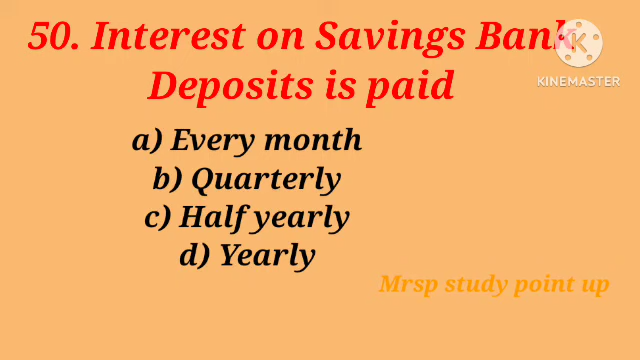 50. Interest on Savings Bank
Deposits is paid
KINEMASTER
a) Every month
b) Quarterly
c) Half yearly
d) Yearly
Mrsp study point up